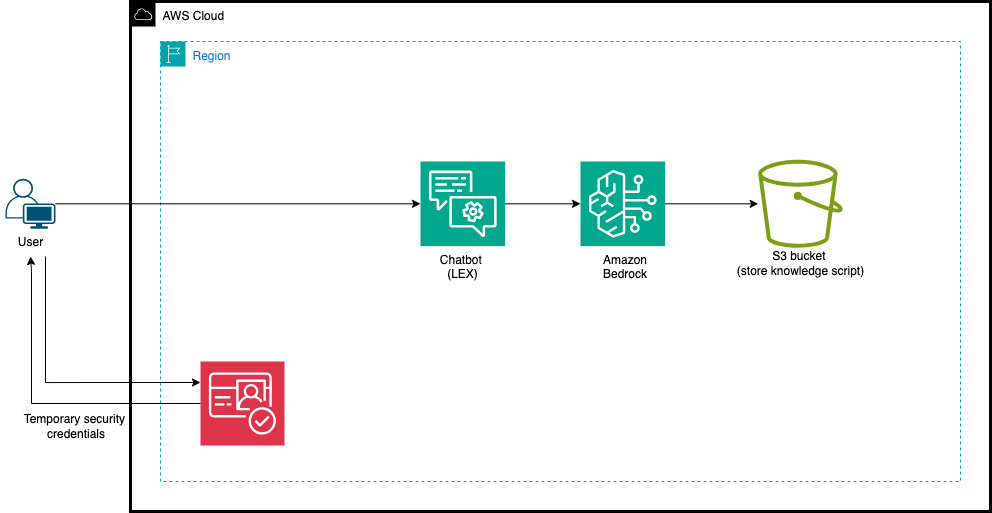 AWS Cloud
Region
User
Chatbot
(LEX)
Amazon
Bedrock
S3 bucket
(store knowledge script)
Temporary security
credentials